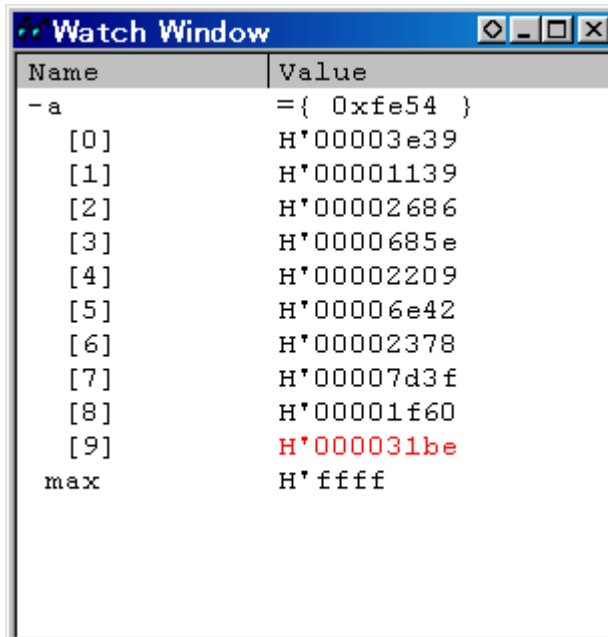 Watch Window
Name Value
-a ={ 0xfe54 }
[0] H'00003e39
[1] H'00001139
[2] H'00002686
[3] H'0000685e
[4] H'00002209
[5] H'00006e42
[6] H'00002378
[7] H'00007d3f
[8] H'00001f60
[9] H'000031be
max H'ffff